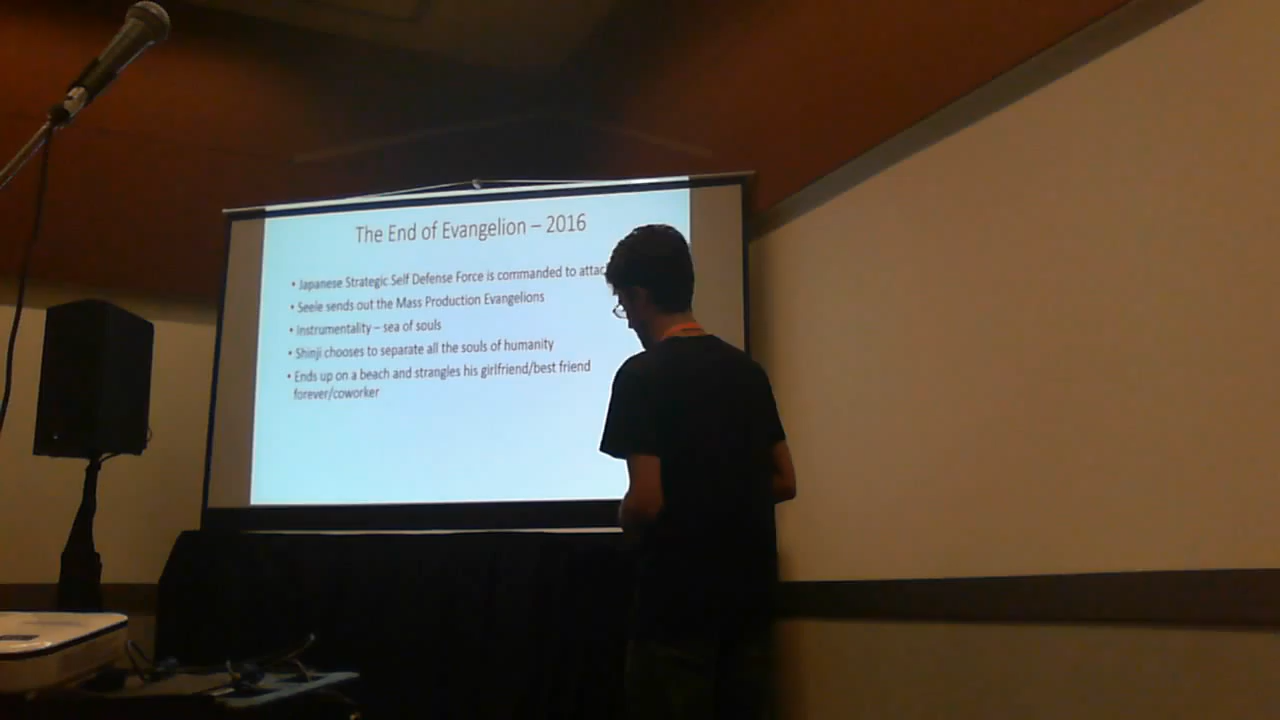 The End of Evangelion – 2016
• Japanese Strategic Self Defense Force is commanded to attac
• Seele sends out the Mass Production Evangelions
• Instrumentality – sea of souls
• Shinji chooses to separate all the souls of humanity
• Ends up on a beach and strangles his girlfriend/best friend
forever/coworker